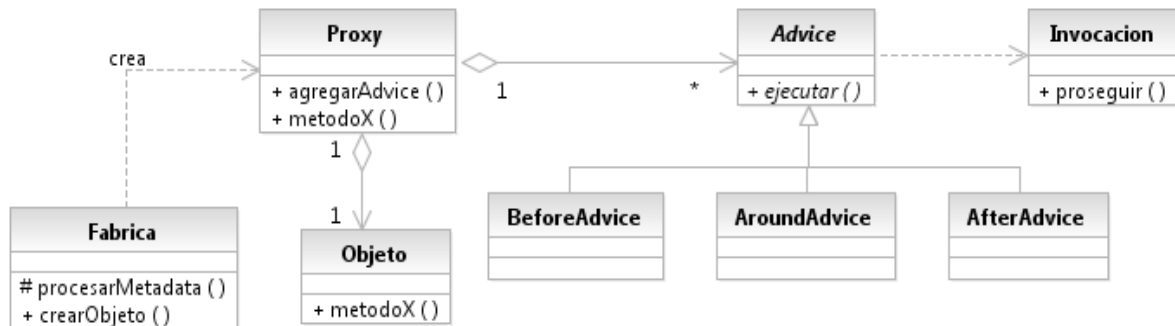 Proxy
+ agregarAdvice ( )
+ metodoX ( )
Advice
+ ejecutar ( )
Invocacion
+ proseguir ( )
crea
1
*
1
1
Fabrica
# procesarMetadata ( )
+ crearObjeto ( )
Objeto
+ metodoX ( )
BeforeAdvice
AroundAdvice
AfterAdvice